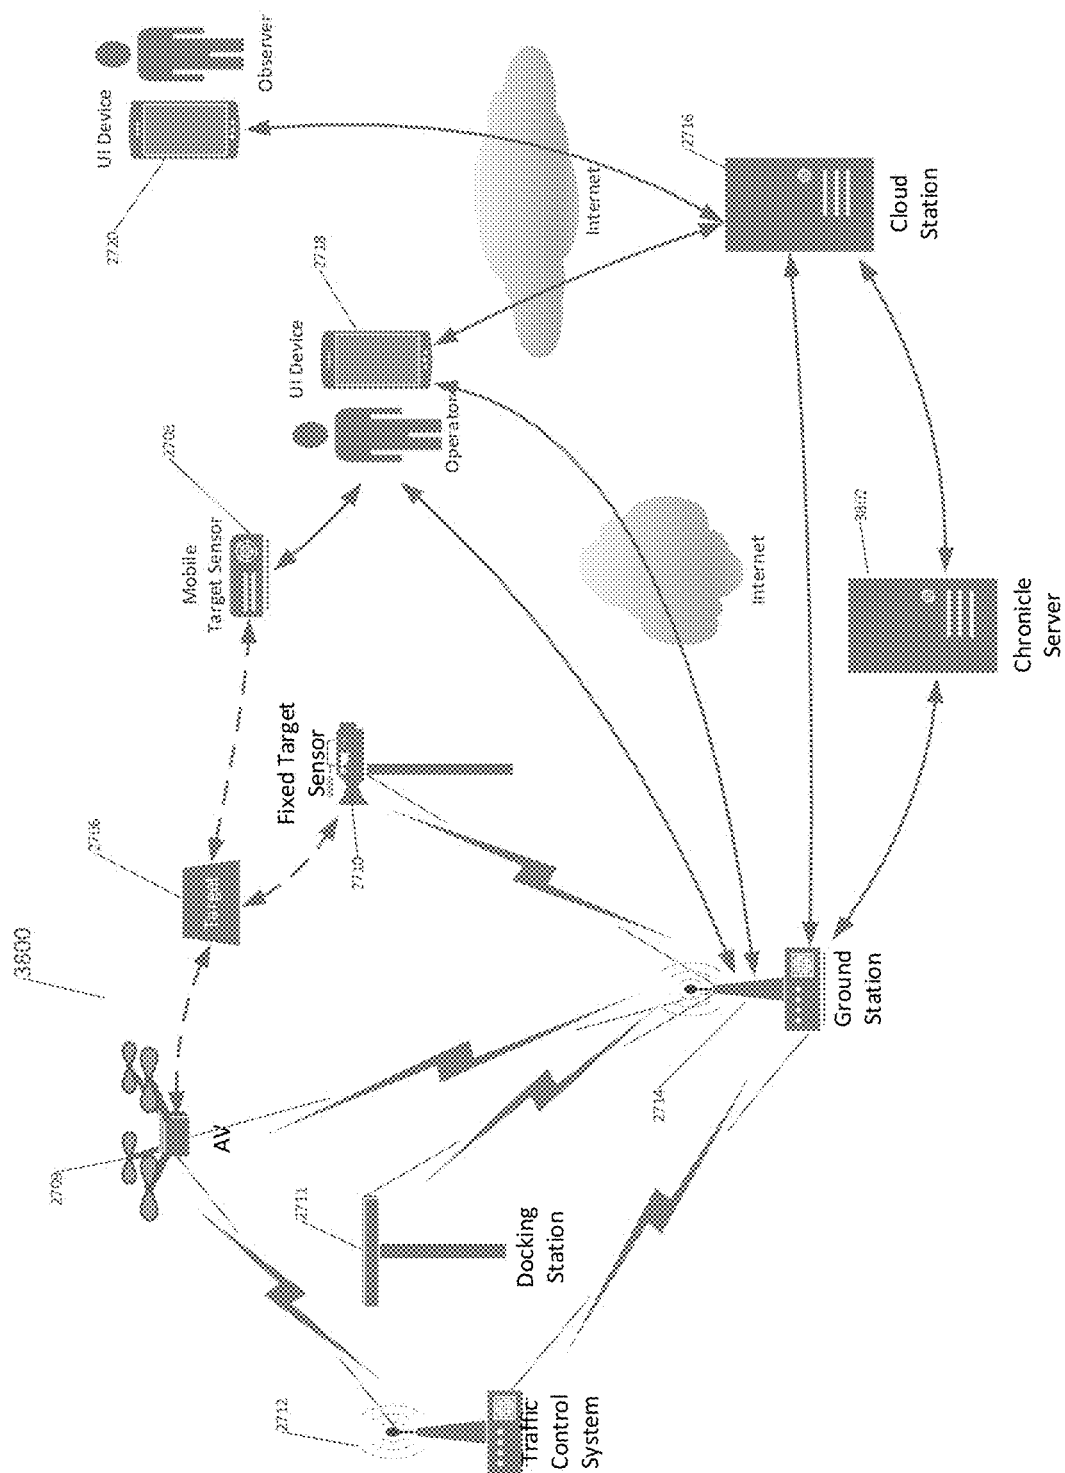 3800
2709
AV
2706
Mobile
Target Sensor
2708
UI Device
2720
Observer
UI Device
2718
Operator
Fixed Target
Sensor
2710
2711
Docking
Station
2712
Traffic
Control
System
2714
Ground
Station
Internet
Internet
2716
Cloud
Station
3802
Chronicle
Server